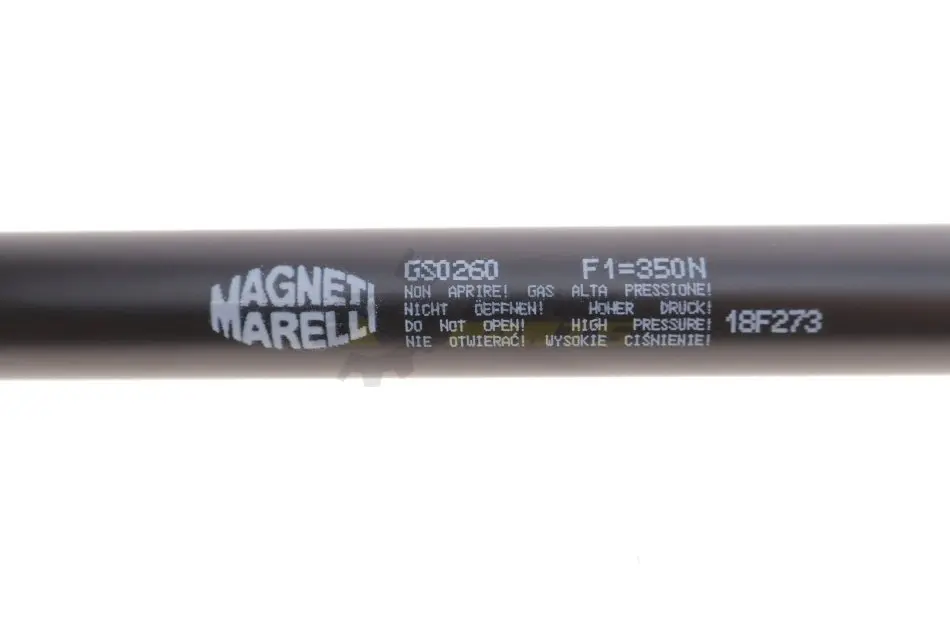 MAGNETI
MARELLI
GS0260 F1=350N
NON APRIRE! GAS ALTA PRESSIONE!
NICHT ÖEFFNEN! HOHER DRUCK!
DO NOT OPEN! HIGH PRESSURE!
NIE OTWIERAĆ! WYSOKIE CIŚNIENIE!
18F273